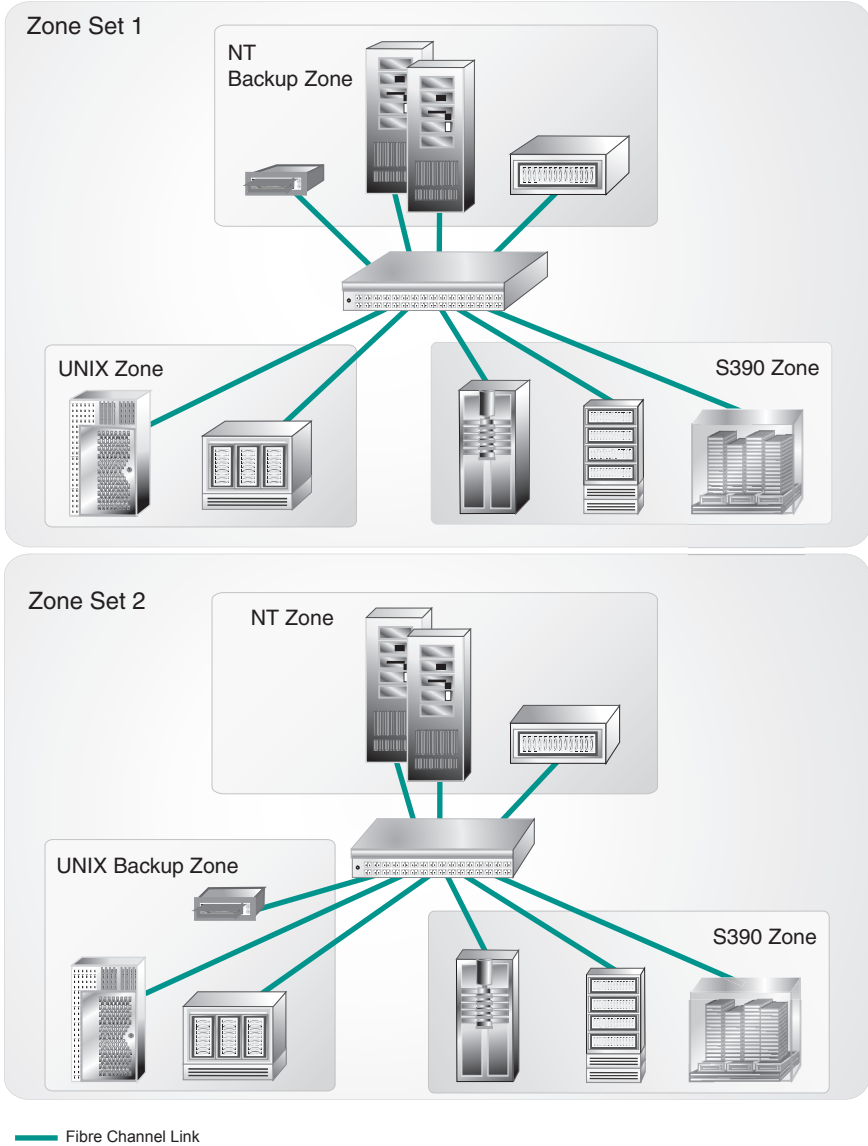 Zone Set 1
NT
Backup Zone
UNIX Zone
S390 Zone
Zone Set 2
NT Zone
UNIX Backup Zone
S390 Zone
Fibre Channel Link